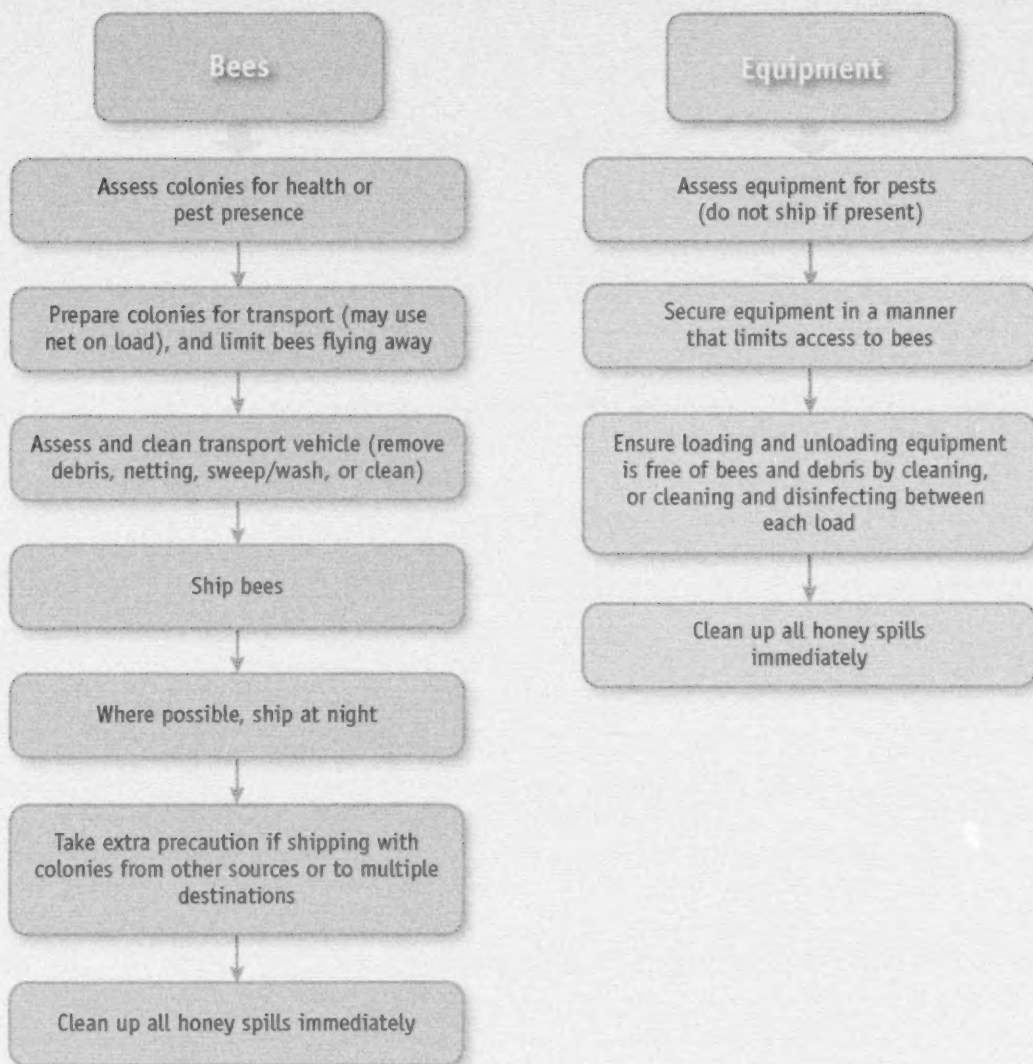 Bees
Assess colonies for health or
pest presence
Prepare colonies for transport (may use
net on load), and limit bees flying away
Assess and clean transport vehicle (remove
debris, netting, sweep/wash, or clean)
Ship bees
Where possible, ship at night
Take extra precaution if shipping with
colonies from other sources or to multiple
destinations
Clean up all honey spills immediately
Equipment
Assess equipment for pests
(do not ship if present)
Secure equipment in a manner
that limits access to bees
Ensure loading and unloading equipment
is free of bees and debris by cleaning,
or cleaning and disinfecting between
each load
Clean up all honey spills
immediately